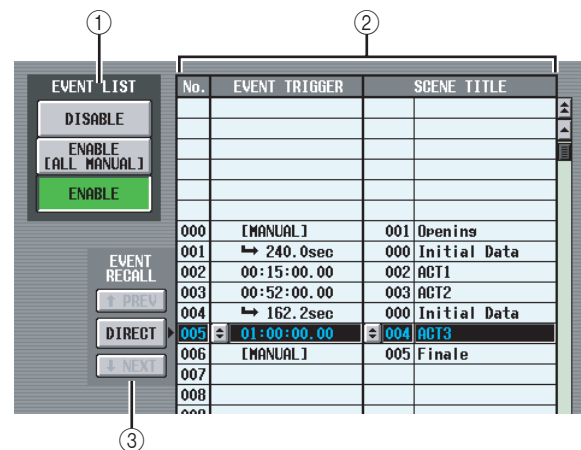 ① ②
EVENT LIST
DISABLE
ENABLE
[ALL MANUAL]
ENABLE
EVENT
RECALL
↑ PREV
DIRECT
↓ NEXT
③
No. EVENT TRIGGER SCENE TITLE
000 [MANUAL] 001 Opening
001 ↪ 240.0sec 000 Initial Data
002 00:15:00.00 002 ACT1
003 00:52:00.00 003 ACT2
004 ↪ 162.2sec 000 Initial Data
005 01:00:00.00 004 ACT3
006 [MANUAL] 005 Finale
007
008